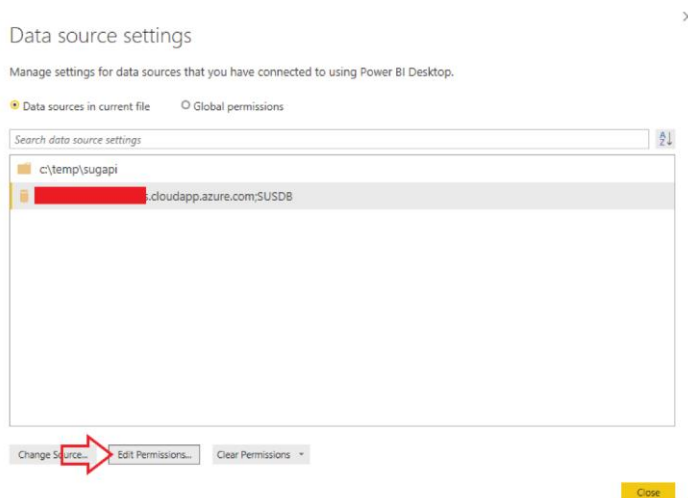 Data source settings
Manage settings for data sources that you have connected to using Power BI Desktop.
Data sources in current file Global permissions
Search data source settings
A
Z
c:\temp\sugapi
s.cloudapp.azure.com;SUSDB
Change Source... Edit Permissions... Clear Permissions
Close